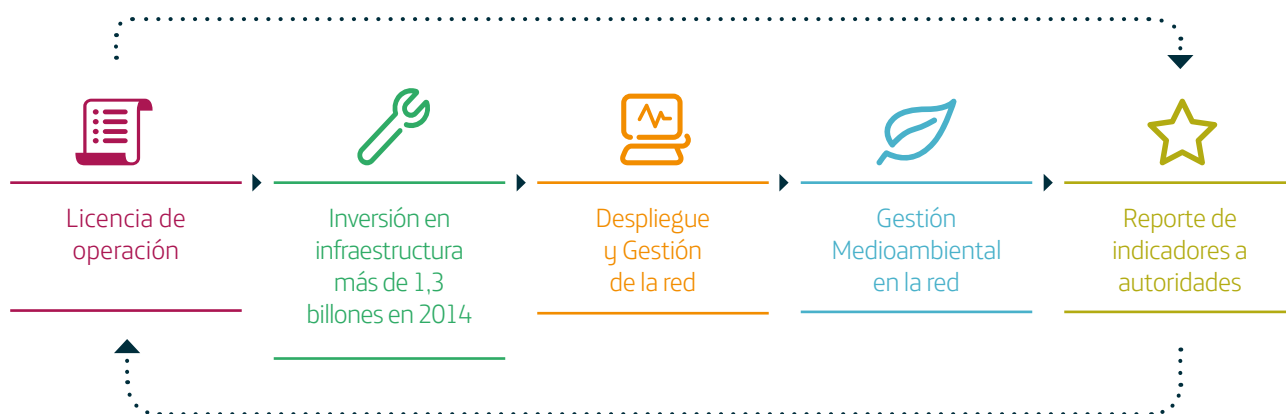 Licencia de
operación
Inversión en
infraestructura
más de 1,3
billones en 2014
Despliegue
y Gestión
de la red
Gestión
Medioambiental
en la red
Reporte de
indicadores a
autoridades